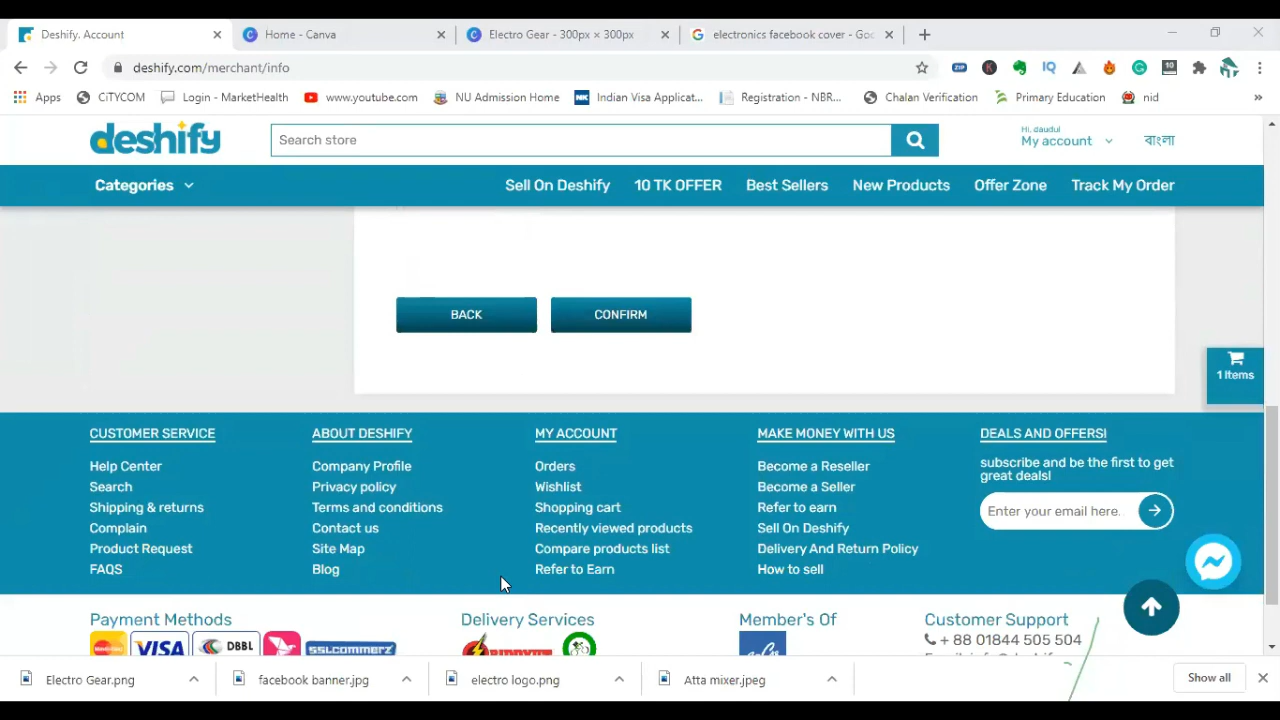 Deshify. Account
Home - Canva
Electro Gear - 300px × 300px
electronics facebook cover - Goo
deshify.com/merchant/info
Apps
CiTYCOM
Login - MarketHealth
www.youtube.com
NU Admission Home
Indian Visa Applicat...
Registration - NBR...
Chalan Verification
Primary Education
nid
deshify
Search store
Hi, daudul
My account
বাংলা
Categories
Sell On Deshify
10 TK OFFER
Best Sellers
New Products
Offer Zone
Track My Order
BACK
CONFIRM
1 Items
CUSTOMER SERVICE
Help Center
Search
Shipping & returns
Complain
Product Request
FAQS
ABOUT DESHIFY
Company Profile
Privacy policy
Terms and conditions
Contact us
Site Map
Blog
MY ACCOUNT
Orders
Wishlist
Shopping cart
Recently viewed products
Compare products list
Refer to Earn
MAKE MONEY WITH US
Become a Reseller
Become a Seller
Refer to earn
Sell On Deshify
Delivery And Return Policy
How to sell
DEALS AND OFFERS!
subscribe and be the first to get
great deals!
Enter your email here.
Payment Methods
VISA
DBBL
SSLCOMMERZ
Delivery Services
Member's Of
Customer Support
+ 88 01844 505 504
Electro Gear.png
facebook banner.jpg
electro logo.png
Atta mixer.jpeg
Show all